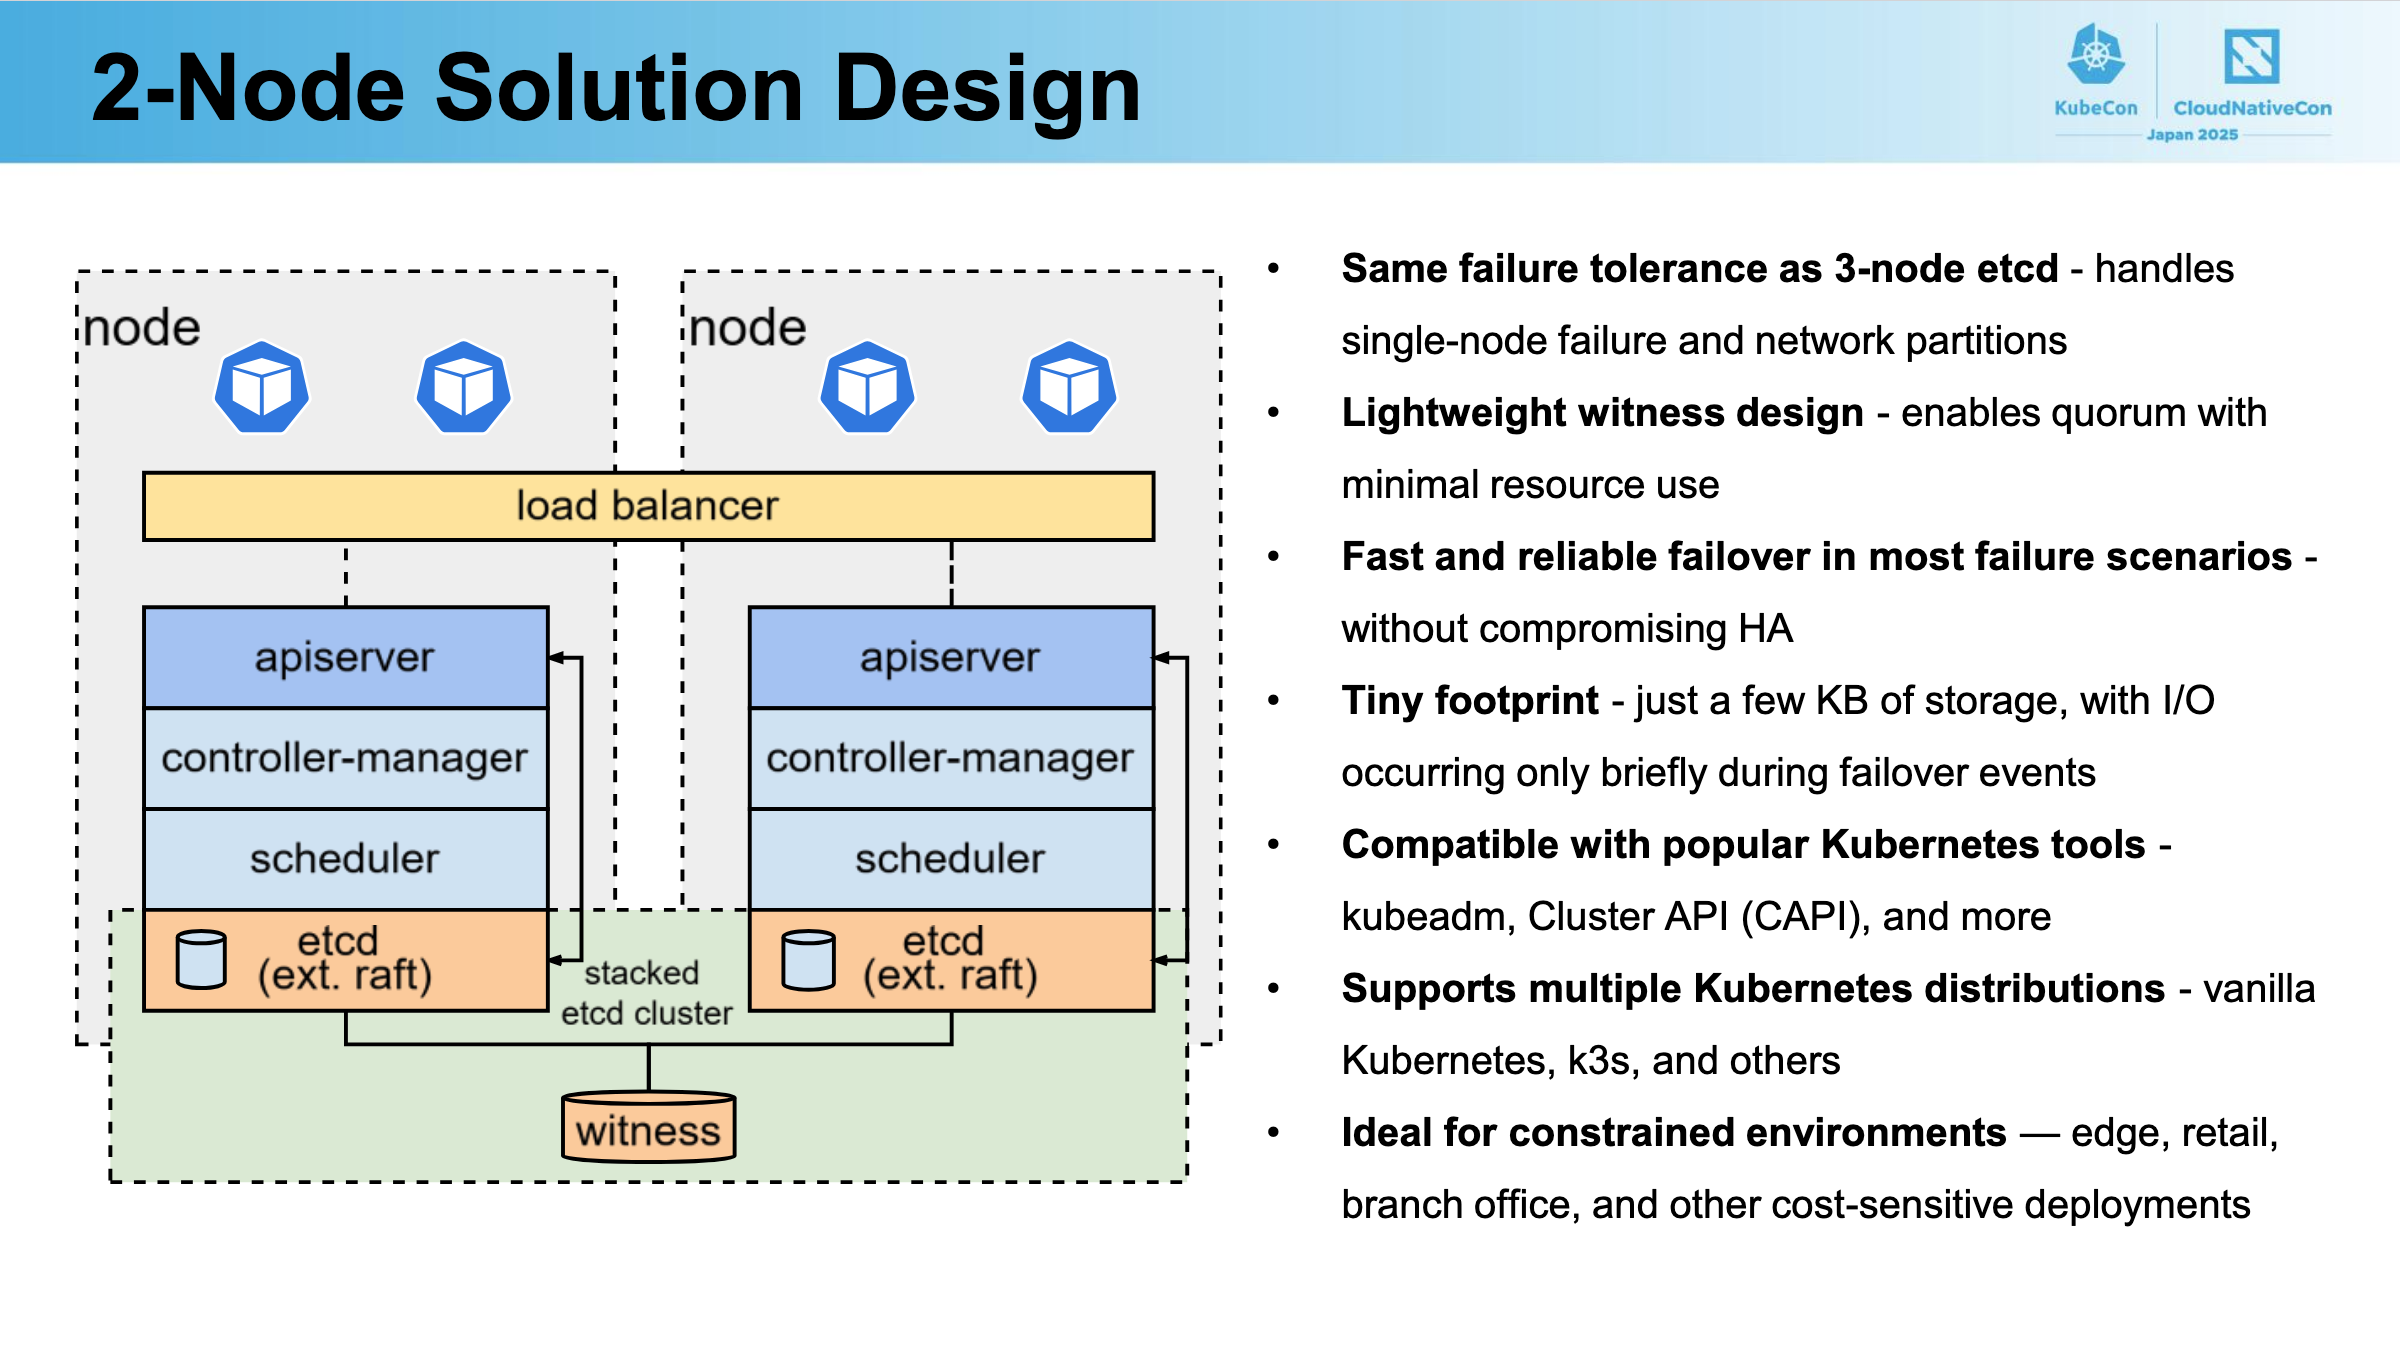 2-Node Solution Design
KubeCon
CloudNativeCon
Japan 2025
node
node
load balancer
apiserver
controller-manager
scheduler
etcd
(ext. raft)
apiserver
controller-manager
scheduler
etcd
(ext. raft)
stacked
etcd cluster
witness
• Same failure tolerance as 3-node etcd - handles
single-node failure and network partitions
• Lightweight witness design - enables quorum with
minimal resource use
• Fast and reliable failover in most failure scenarios -
without compromising HA
• Tiny footprint - just a few KB of storage, with I/O
occurring only briefly during failover events
• Compatible with popular Kubernetes tools -
kubeadm, Cluster API (CAPI), and more
• Supports multiple Kubernetes distributions - vanilla
Kubernetes, k3s, and others
• Ideal for constrained environments — edge, retail,
branch office, and other cost-sensitive deployments